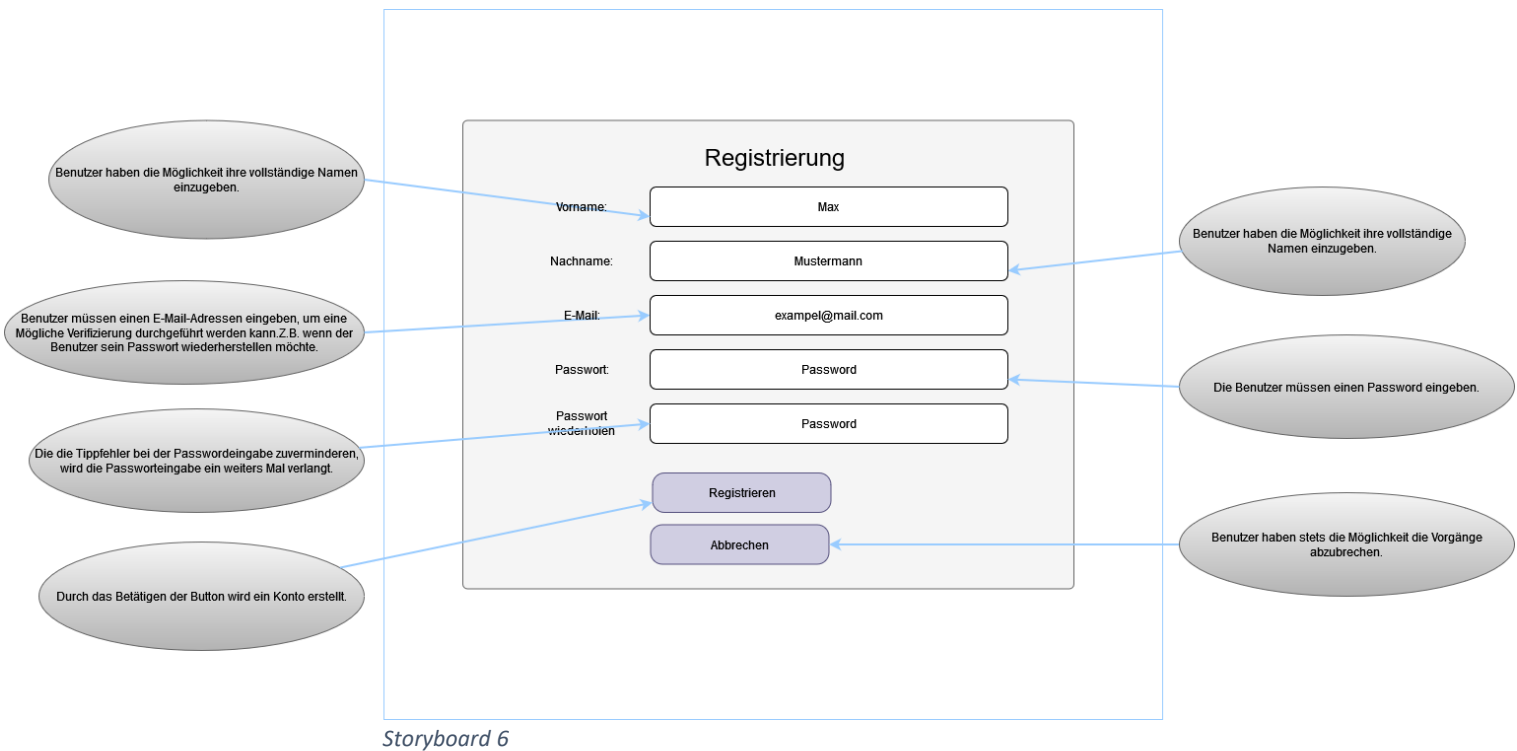 Registrierung
Benutzer haben die Möglichkeit ihre vollständige Namen
einzugeben.
Vorname:
Max
Benutzer haben die Möglichkeit ihre vollständige
Namen einzugeben.
Nachname:
Mustermann
Benutzer müssen einen E-Mail-Adressen eingeben, um eine
Mögliche Verifizierung durchgeführt werden kann.Z.B. wenn der
Benutzer sein Passwort wiederherstellen möchte.
E-Mail:
exampel@mail.com
Passwort:
Password
Die Benutzer müssen einen Password eingeben.
Passwort
wiederholen
Password
Die die Tippfehler bei der Passwordeingabe zuverminderen,
wird die Passworteingabe ein weiters Mal verlangt.
Registrieren
Abbrechen
Benutzer haben stets die Möglichkeit die Vorgänge
abzubrechen.
Durch das Betätigen der Button wird ein Konto erstellt.
Storyboard 6